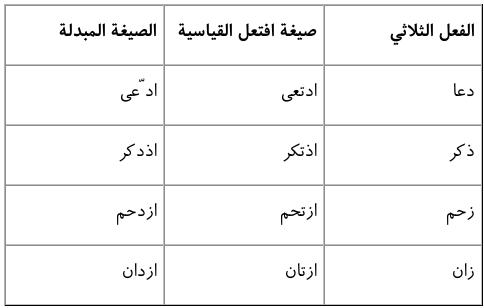 الفعل الثلاثي صيغة افتعل القياسية الصيغة المبدلة
دعا ادتعى ادّعى
ذكر اذتكر اذدكر
زحم ازتحم ازدحم
زان ازتان ازدان